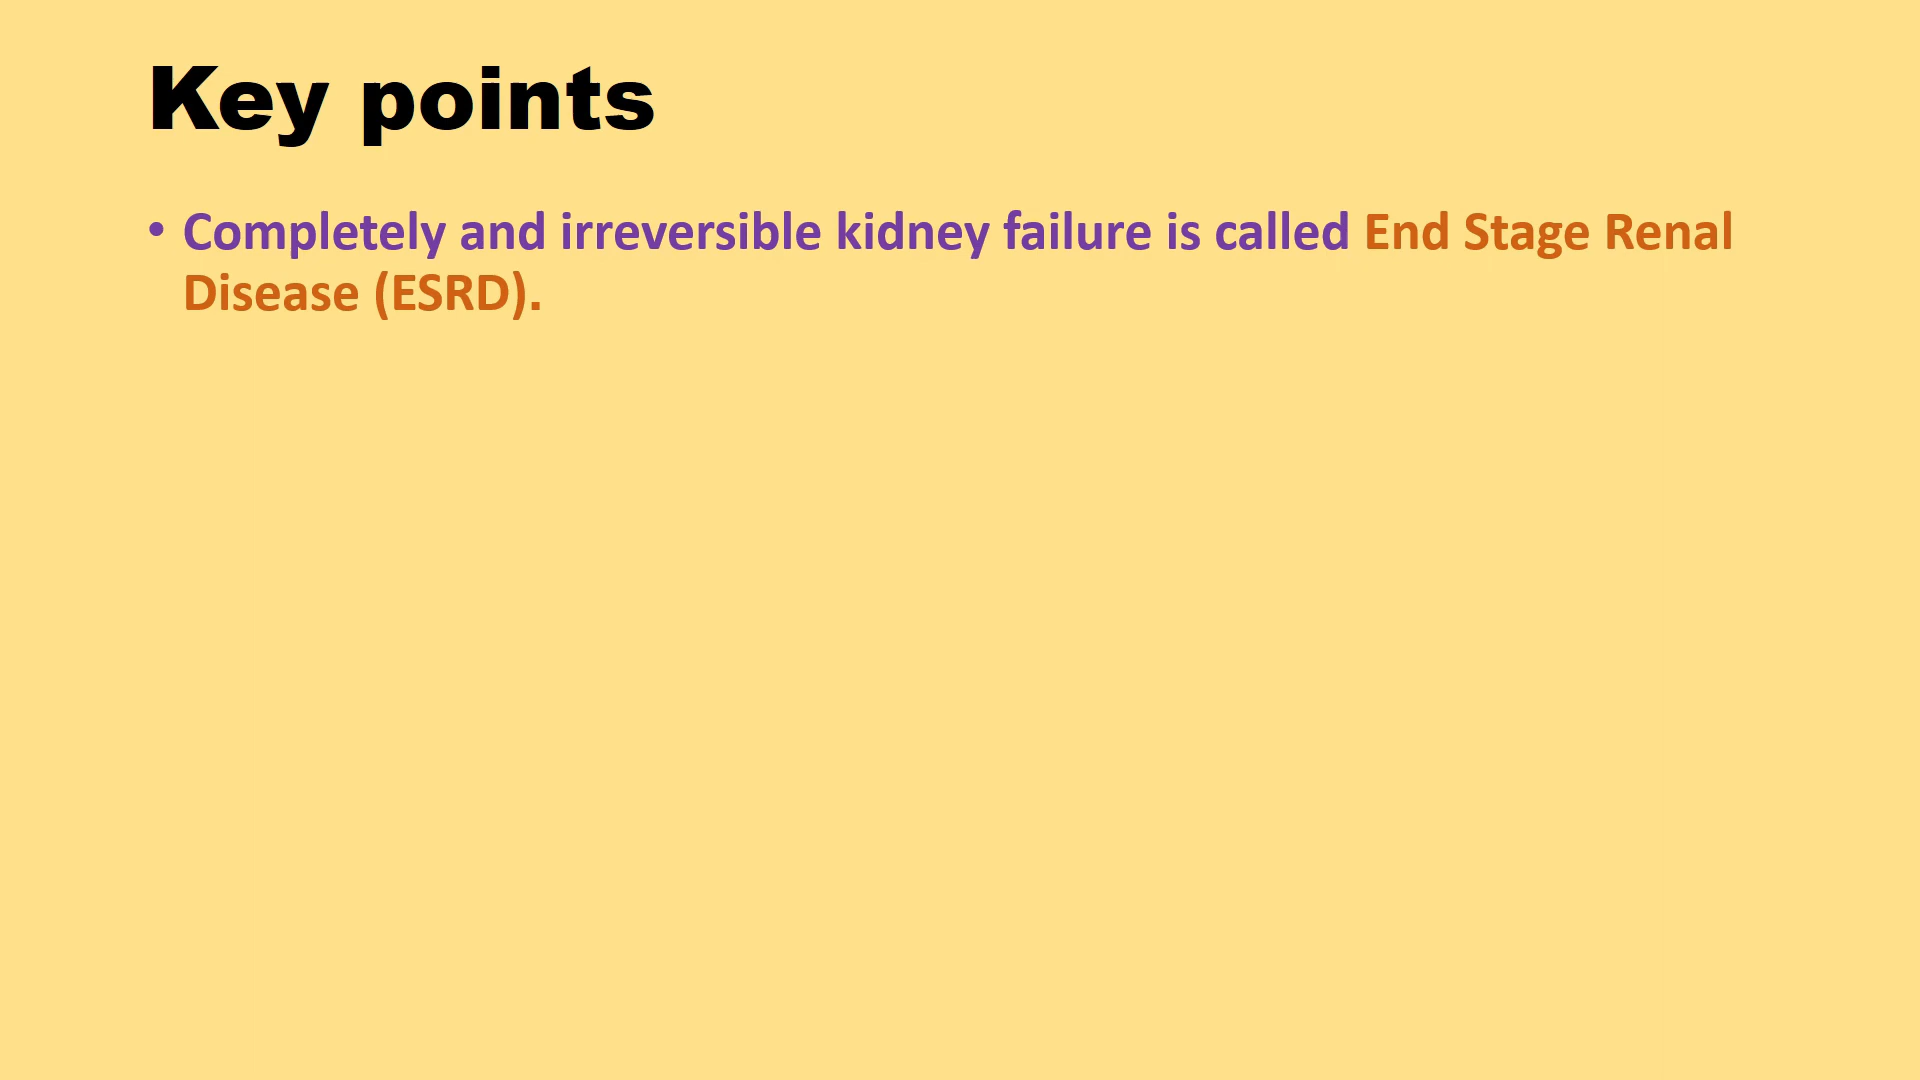 Key points
• Completely and irreversible kidney failure is called End Stage Renal
Disease (ESRD).